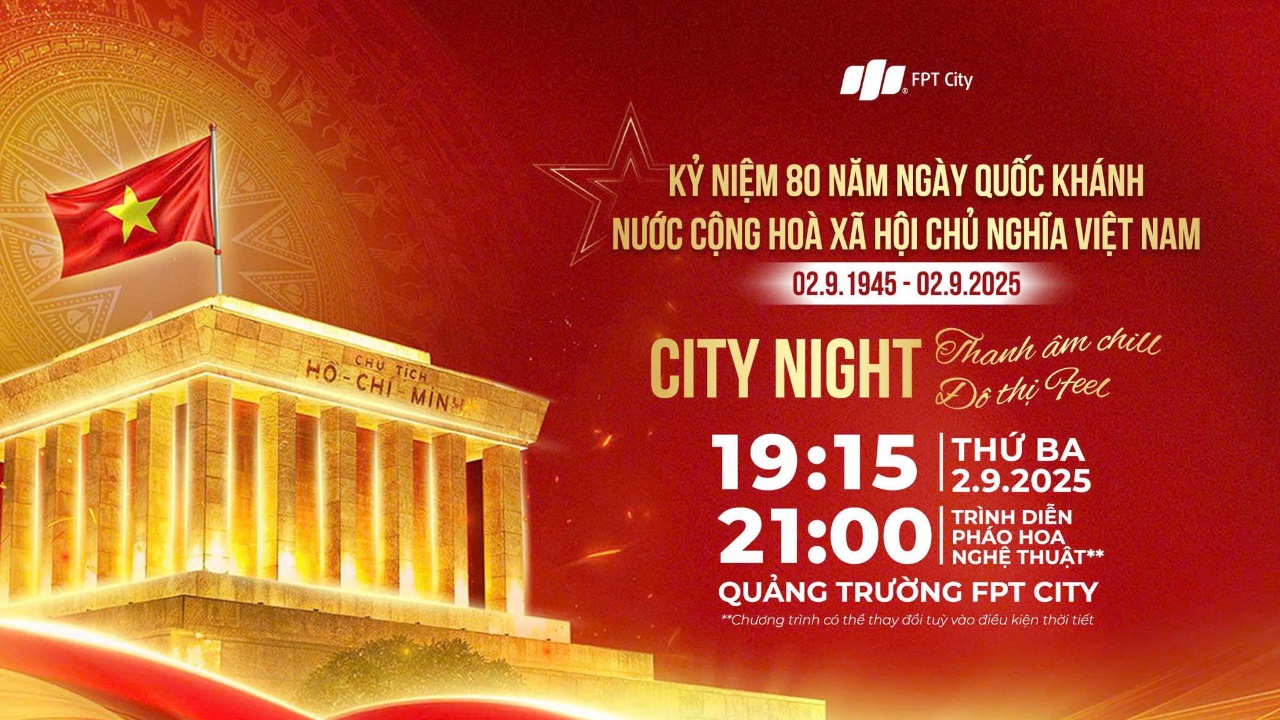 FPT City
KỶ NIỆM 80 NĂM NGÀY QUỐC KHÁNH
NƯỚC CỘNG HOÀ XÃ HỘI CHỦ NGHĨA VIỆT NAM
02.9.1945 - 02.9.2025
CITY NIGHT
Thanh âm chill
Đô thị Feel
19:15
THỨ BA
2.9.2025
21:00
TRÌNH DIỄN
PHÁO HOA
NGHỆ THUẬT**
QUẢNG TRƯỜNG FPT CITY
**Chương trình có thể thay đổi tuỳ vào điều kiện thời tiết
CHỦ TỊCH
HỒ-CHÍ-MINH